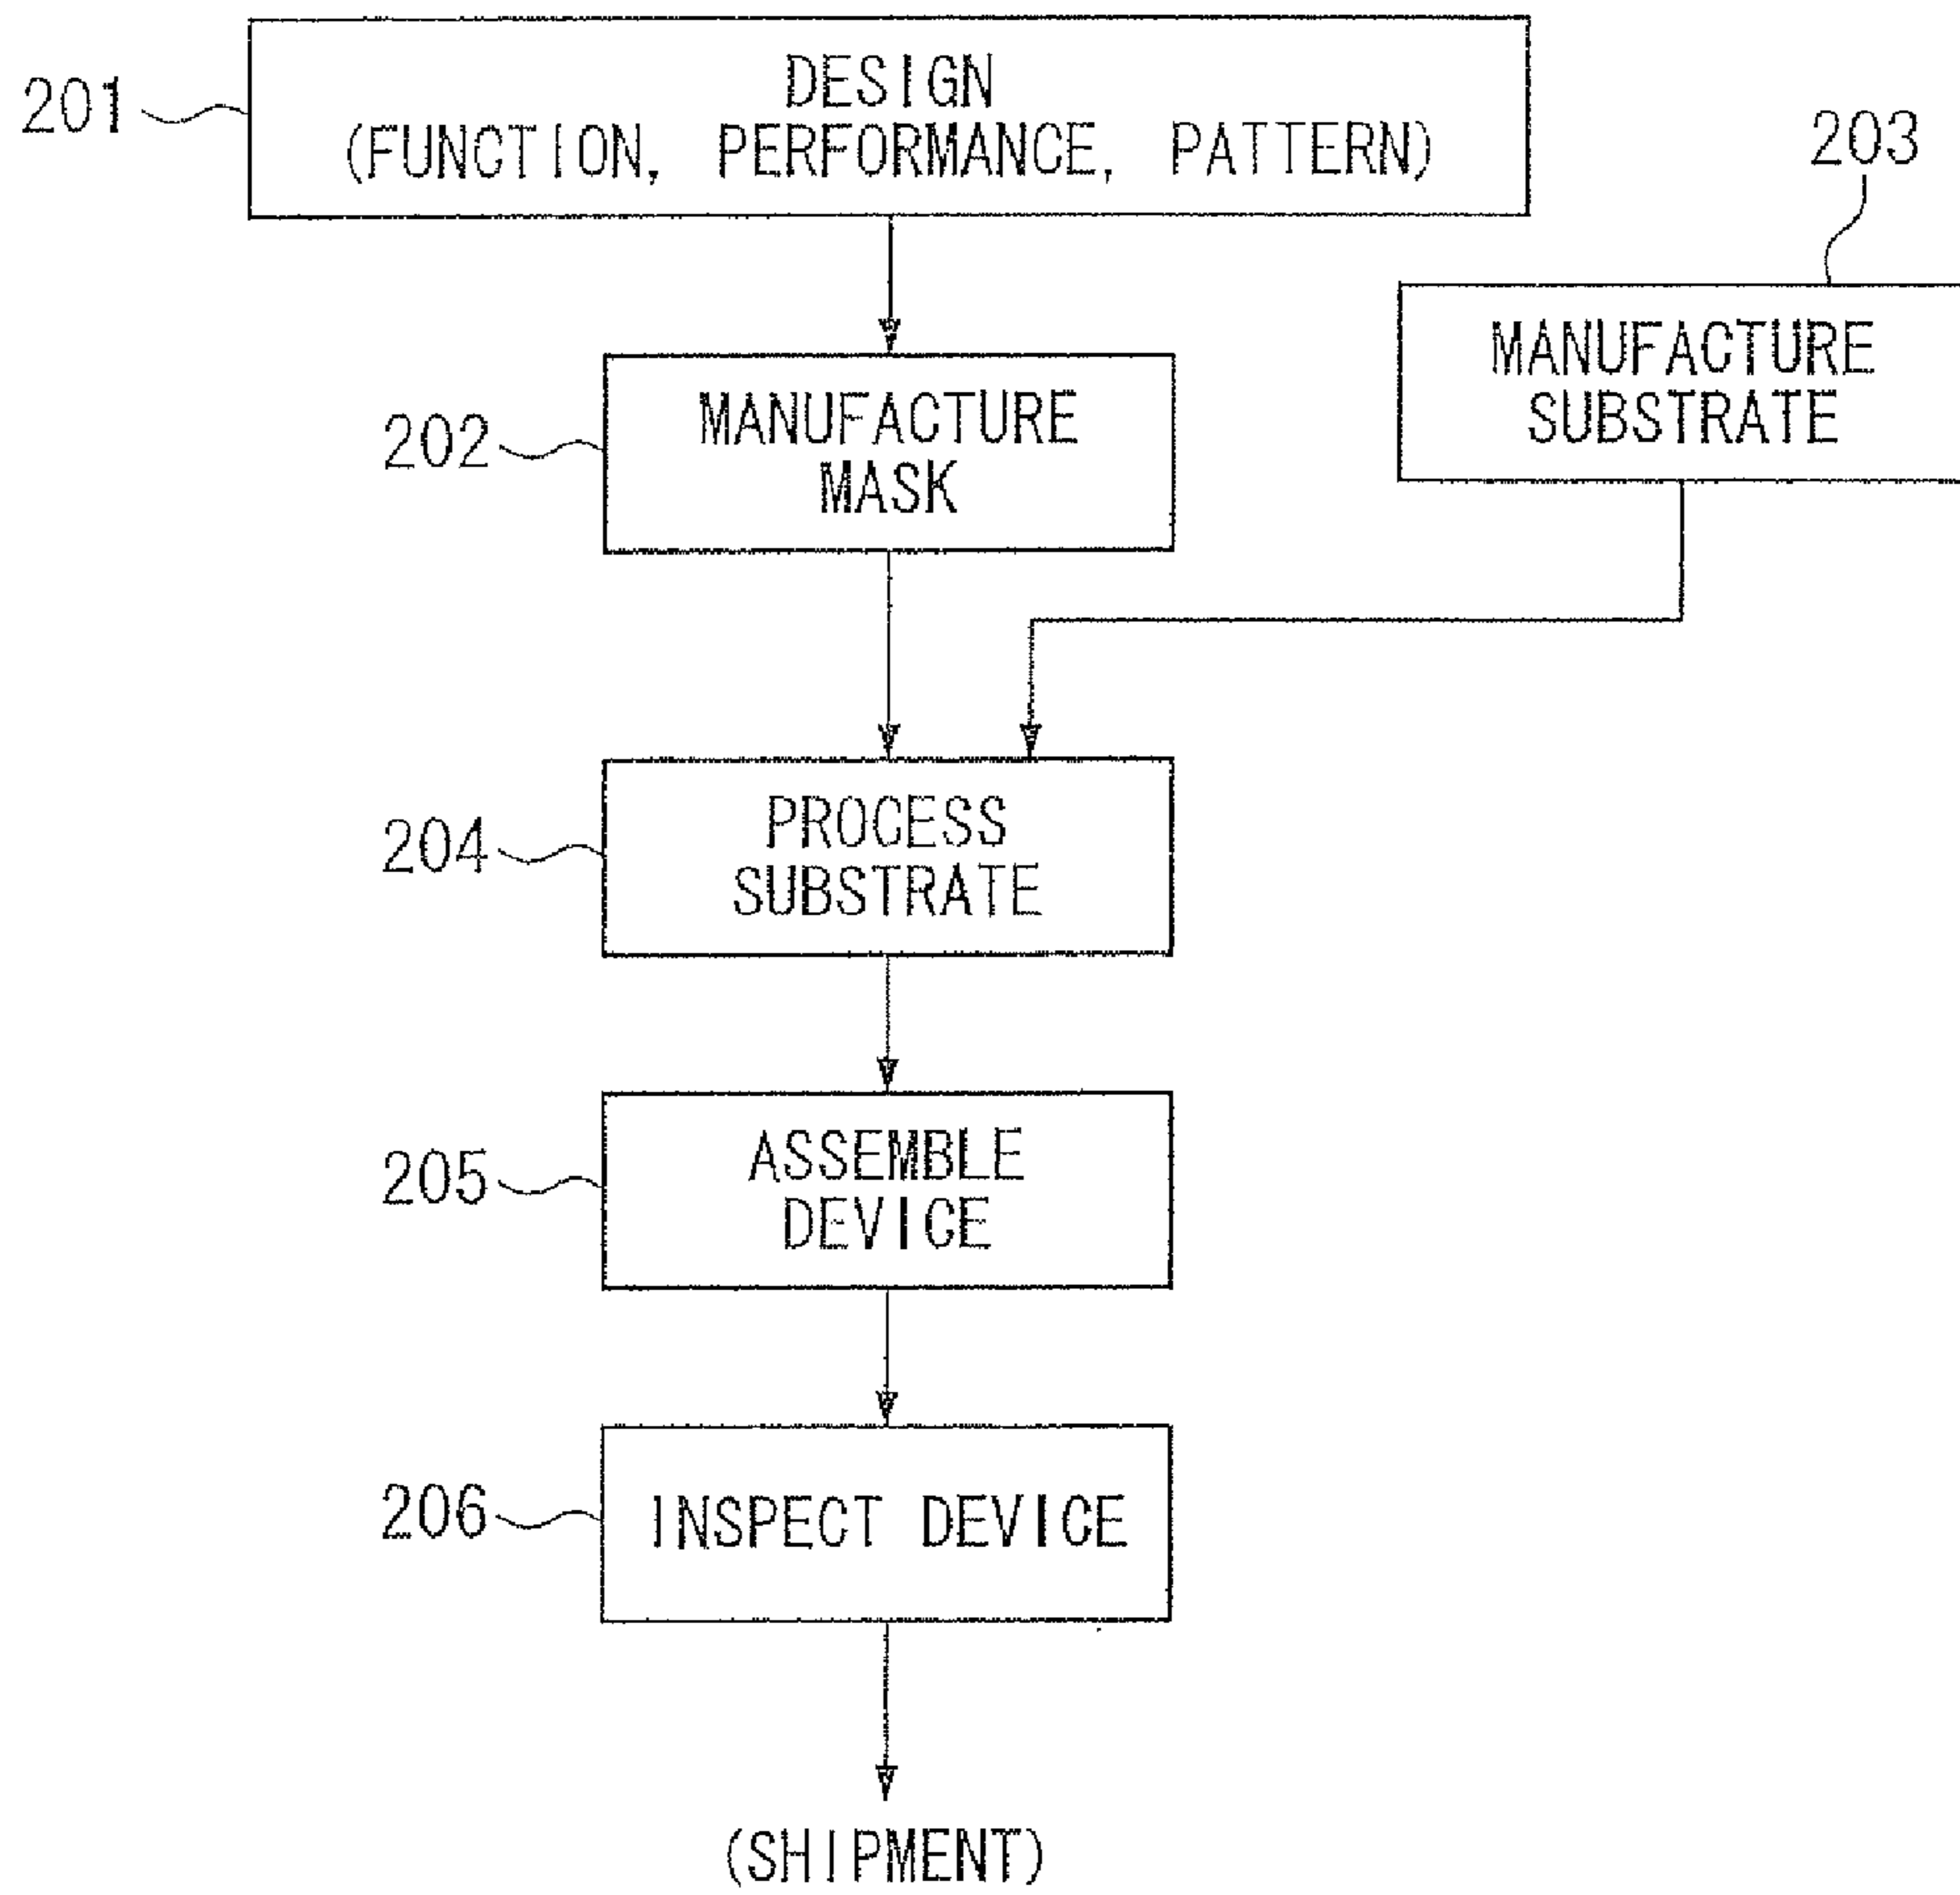 201
DESIGN
(FUNCTION, PERFORMANCE, PATTERN)
203
MANUFACTURE
SUBSTRATE
202
MANUFACTURE
MASK
204
PROCESS
SUBSTRATE
205
ASSEMBLE
DEVICE
206
INSPECT DEVICE
(SHIPMENT)